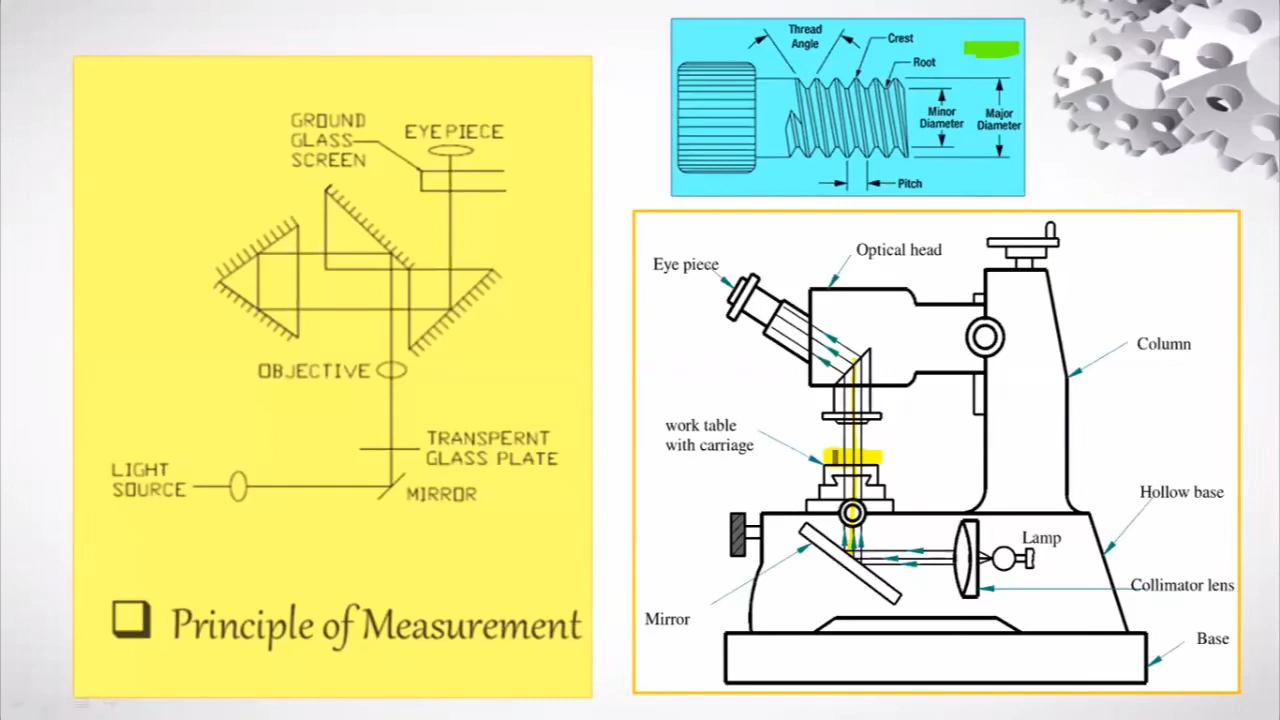 GROUND
GLASS
SCREEN
EYEPIECE
OBJECTIVE
TRANSPERNT
GLASS PLATE
LIGHT
SOURCE
MIRROR
Principle of Measurement
Thread
Angle
Crest
Root
Minor
Diameter
Major
Diameter
Pitch
Eye piece
Optical head
Column
work table
with carriage
Hollow base
Lamp
Collimator lens
Mirror
Base